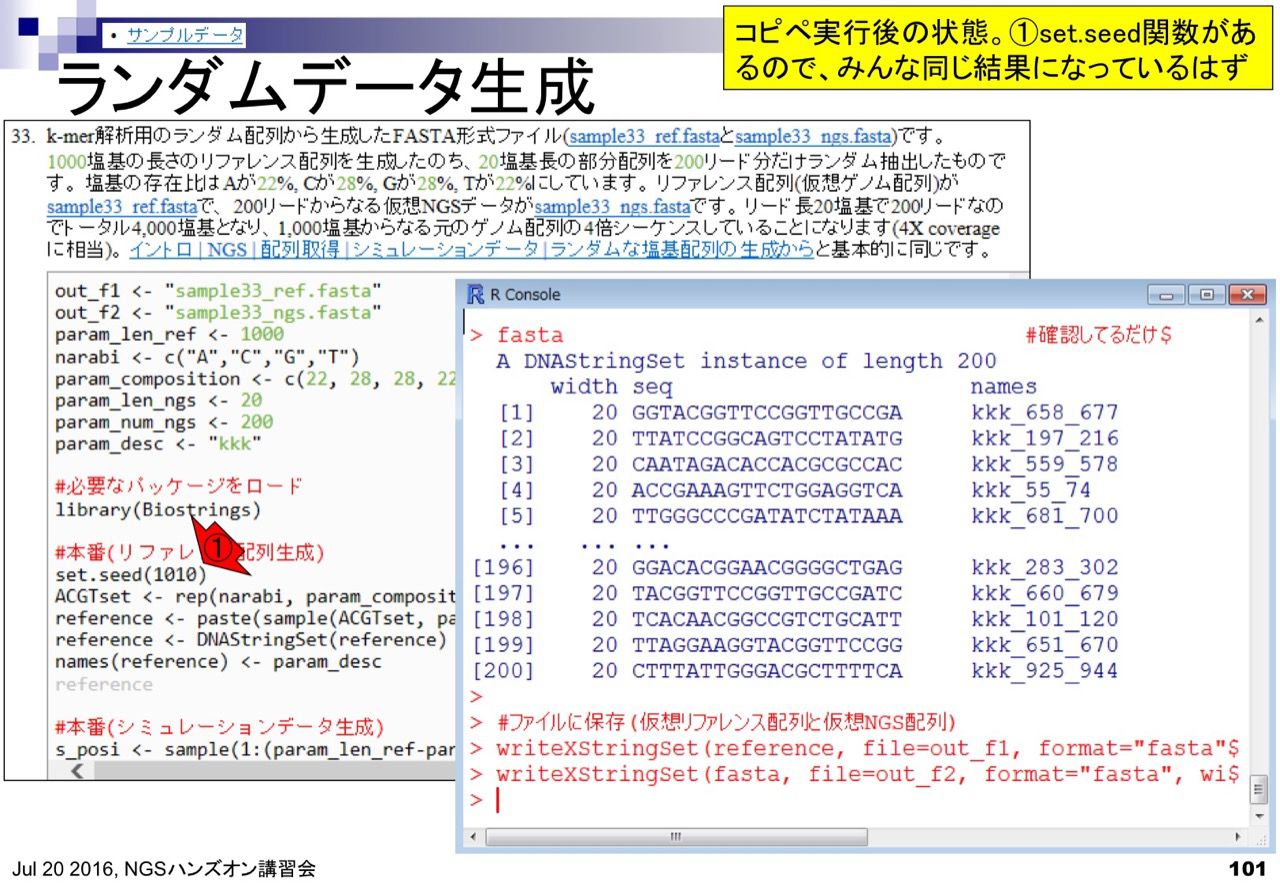 • サンプルデータ
ランダムデータ生成
コピペ実行後の状態。①set.seed関数があ
るので、みんな同じ結果になっているはず
33. k-mer解析用のランダム配列から生成したFASTA形式ファイル(sample33_ref.fastaとsample33_ngs.fasta)です。
1000塩基の長さのリファレンス配列を生成したのち、20塩基長の部分配列を200リード分だけランダム抽出したもので
す。塩基の存在比はAが22%, Cが28%, Gが28%, Tが22%にしています。リファレンス配列(仮想ゲノム配列)が
sample33_ref.fastaで、200リードからなる仮想NGSデータがsample33_ngs.fastaです。リード長20塩基で200リードなの
でトータル4,000塩基となり、1,000塩基からなる元のゲノム配列の4倍シーケンスしていることになります(4X coverage
に相当)。イントロ | NGS | 配列取得 | シミュレーションデータ | ランダムな塩基配列の生成からと基本的に同じです。
out_f1 <- "sample33_ref.fasta"
out_f2 <- "sample33_ngs.fasta"
param_len_ref <- 1000
narabi <- c("A","C","G","T")
param_composition <- c(22, 28, 28, 22
param_len_ngs <- 20
param_num_ngs <- 200
param_desc <- "kkk"
#必要なパッケージをロード
library(Biostrings)
#本番(リファレ
①
配列生成)
set.seed(1010)
ACGTset <- rep(narabi, param_composit
reference <- paste(sample(ACGTset, pa
reference <- DNAStringSet(reference)
names(reference) <- param_desc
reference
#本番(シミュレーションデータ生成)
s_posi <- sample(1:(param_len_ref-par
R Console
> fasta #確認してるだけ$
A DNAStringSet instance of length 200
width seq names
[1] 20 GGTACGGTTCCGGTTGCCGA kkk_658_677
[2] 20 TTATCCGGCAGTCCTATATG kkk_197_216
[3] 20 CAATAGACACCACGCGCCAC kkk_559_578
[4] 20 ACCGAAAGTTCTGGAGGTCA kkk_55_74
[5] 20 TTGGGCCCGATATCTATAAA kkk_681_700
... ... ...
[196] 20 GGACACGGAACGGGGCTGAG kkk_283_302
[197] 20 TACGGTTCCGGTTGCCGATC kkk_660_679
[198] 20 TCACAACGGCCGTCTGCATT kkk_101_120
[199] 20 TTAGGAAGGTACGGTTCCGG kkk_651_670
[200] 20 CTTTATTGGGACGCTTTTCA kkk_925_944
>
> #ファイルに保存(仮想リファレンス配列と仮想NGS配列)
> writeXStringSet(reference, file=out_f1, format="fasta"$
> writeXStringSet(fasta, file=out_f2, format="fasta", wi$
>
Jul 20 2016, NGSハンズオン講習会
101